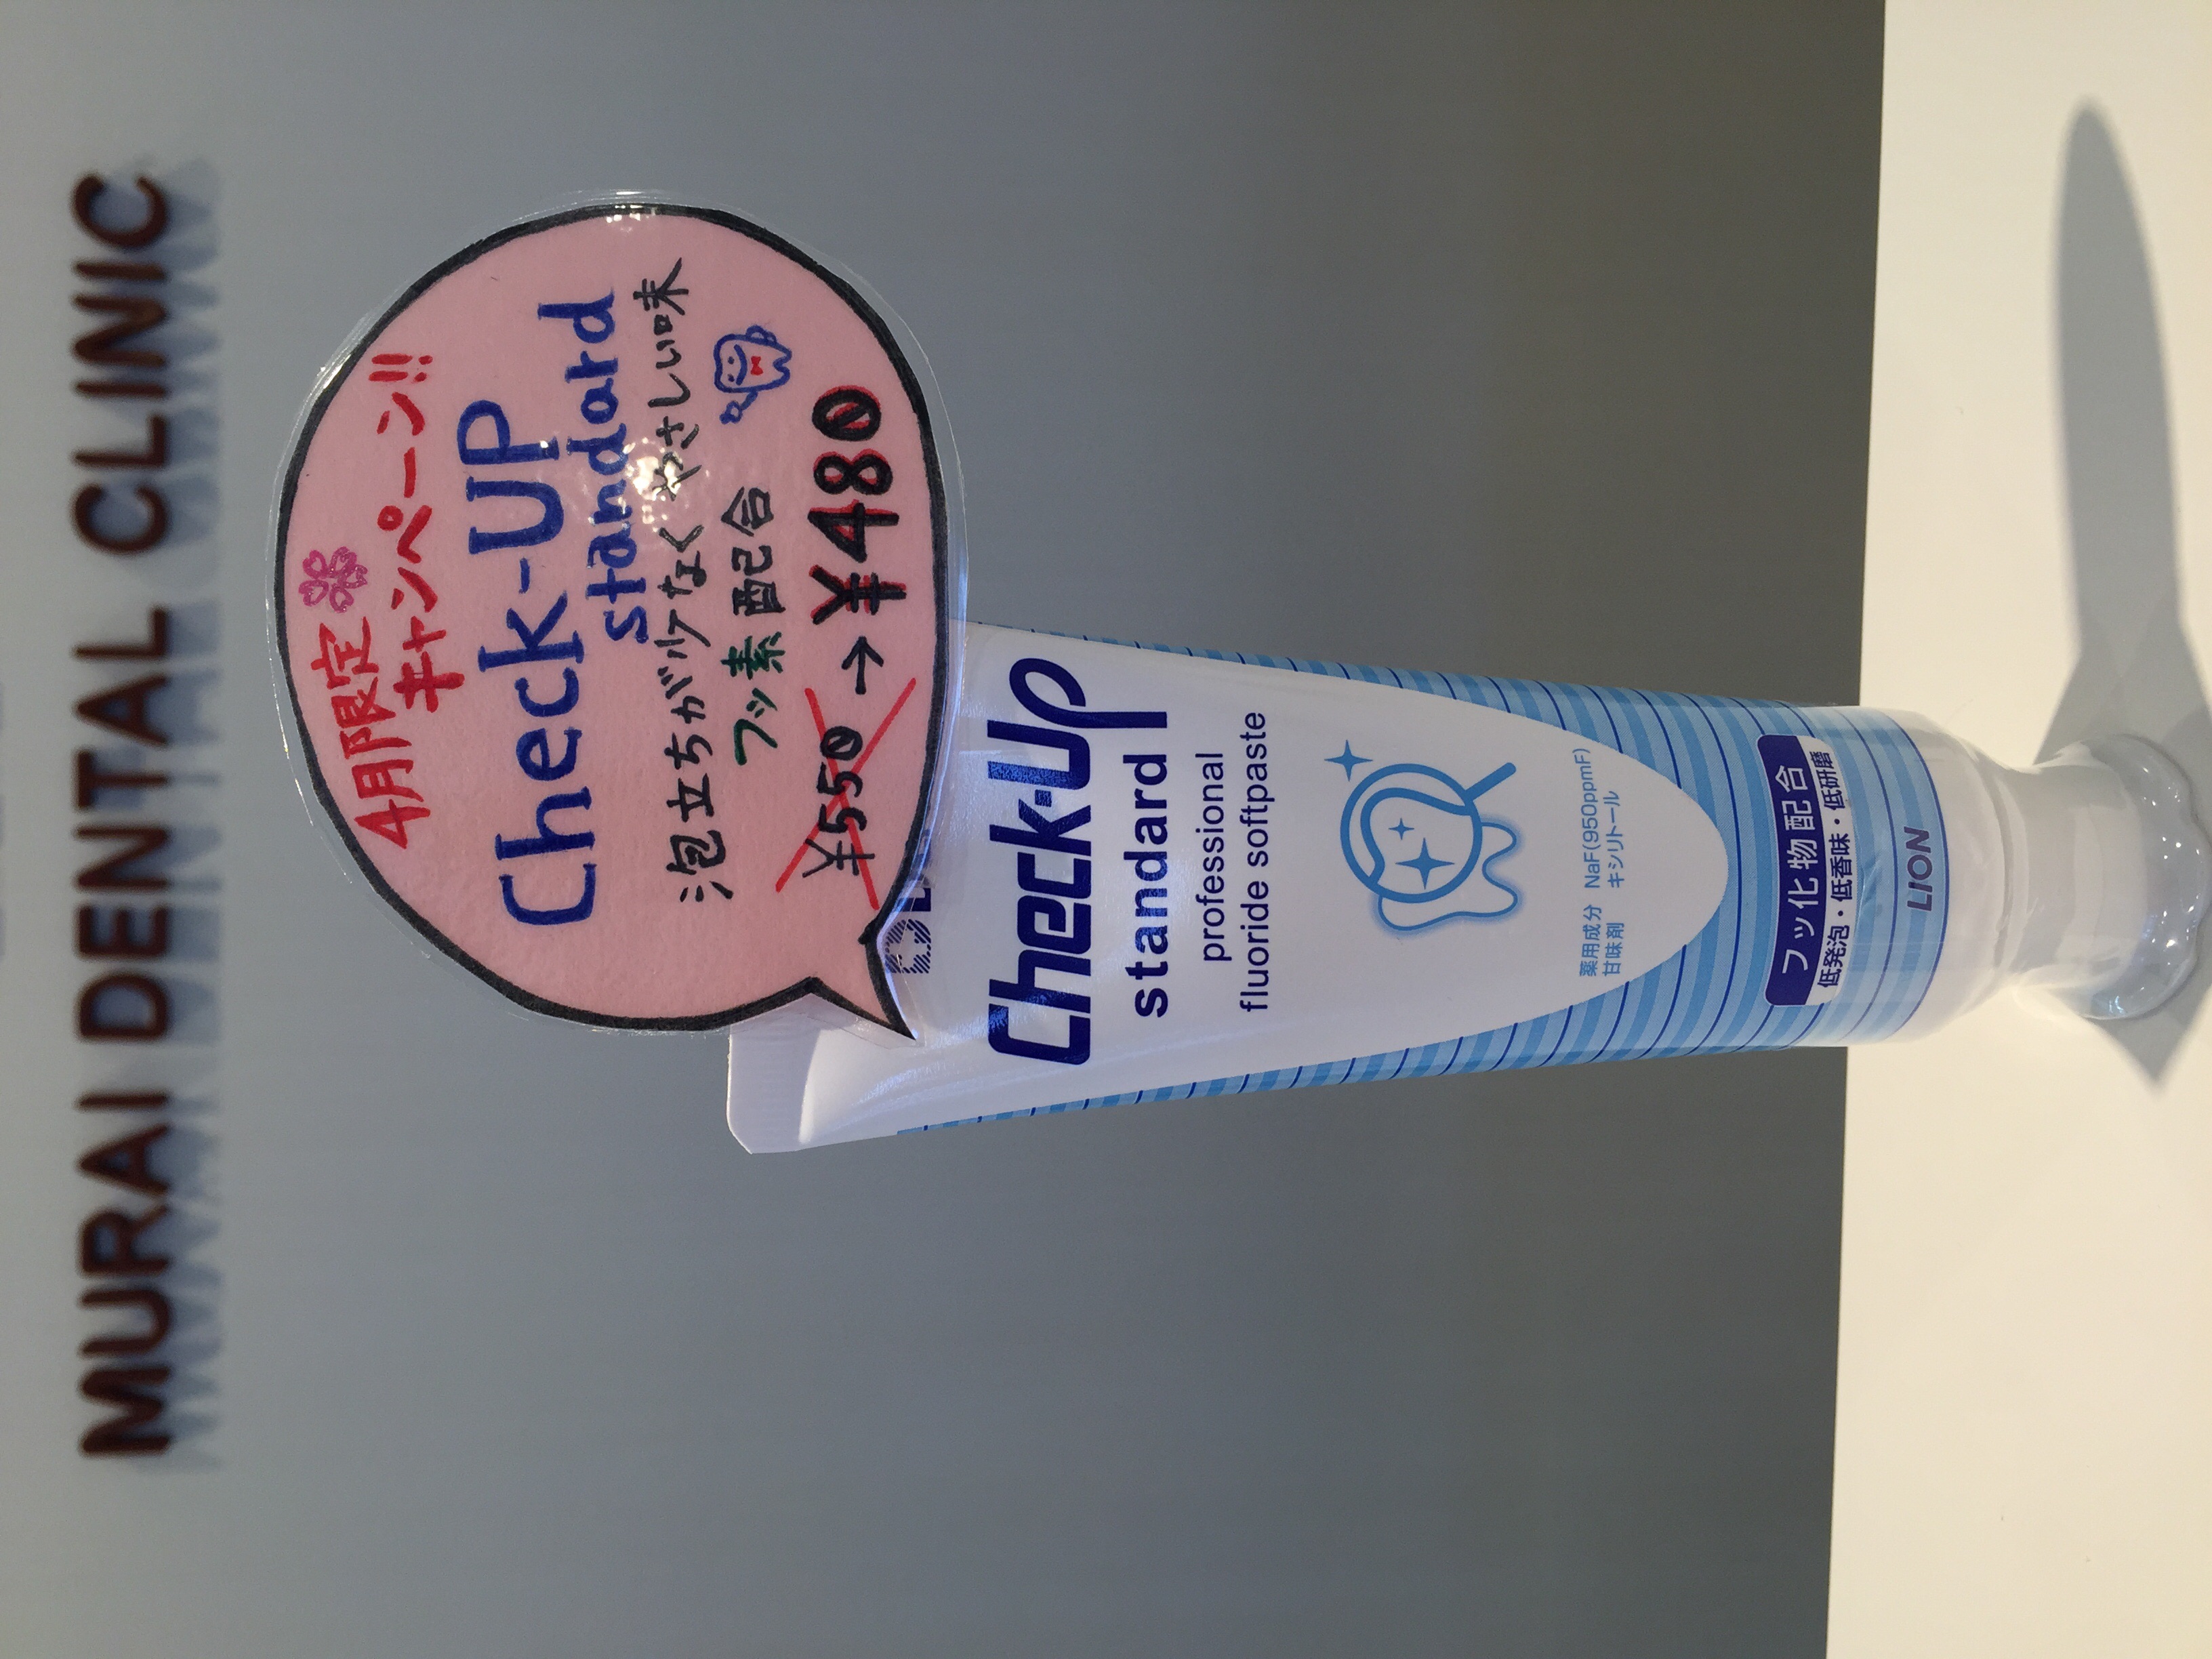 MURAI DENTAL CLINIC
4月限定
キャンペーン!!
Check-UP
standard
泡立ちが少なく やさしい味
フッ素配合
¥550 → ¥480
Check-Up
standard
professional
fluoride softpaste
薬用成分 NaF(950ppmF)
甘味剤 キシリトール
フッ化物配合
低発泡・低香味・低研磨
LION